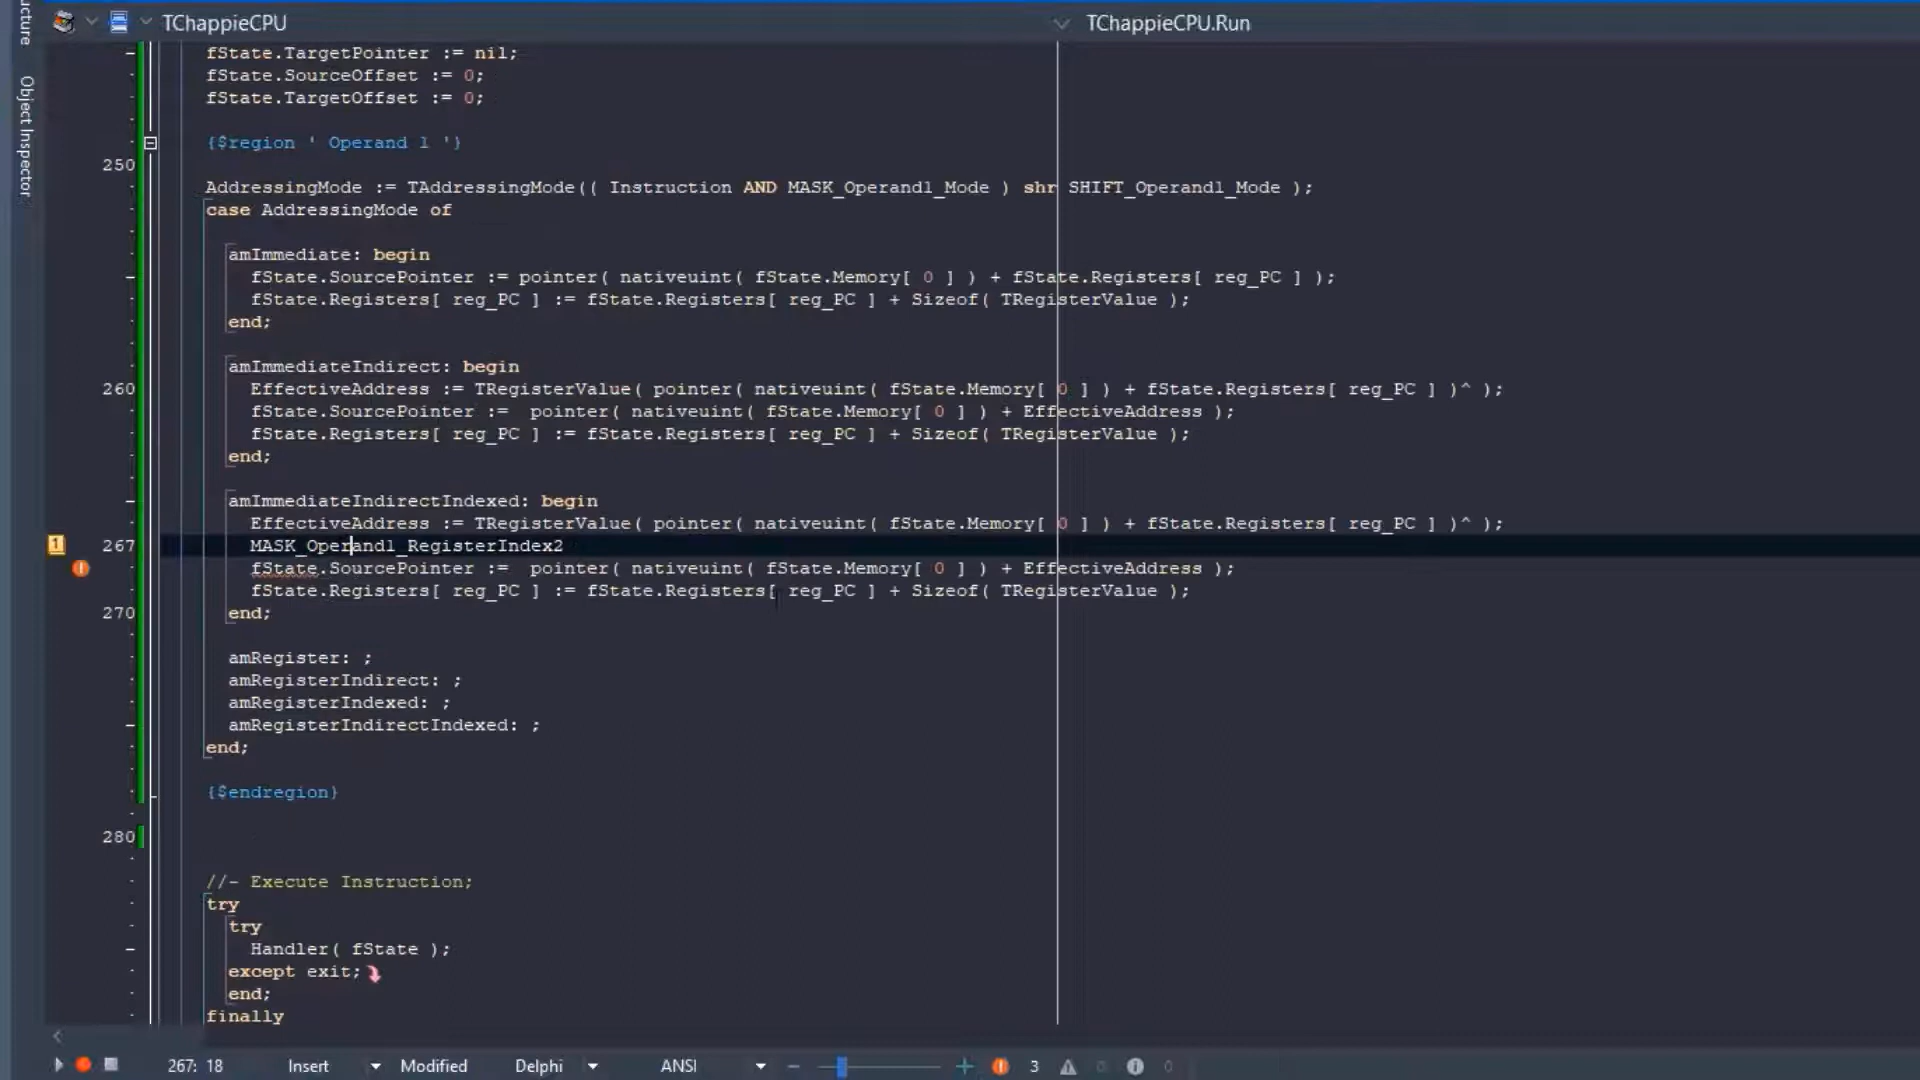 ucture
Object Inspector
TChappieCPU
TChappieCPU.Run
fState.TargetPointer := nil;
fState.SourceOffset := 0;
fState.TargetOffset := 0;
{$region ' Operand 1 '}
250
AddressingMode := TAddressingMode(( Instruction AND MASK_Operand1_Mode ) shr SHIFT_Operand1_Mode );
case AddressingMode of
amImmediate: begin
fState.SourcePointer := pointer( nativeuint( fState.Memory[ 0 ] ) + fState.Registers[ reg_PC ] );
fState.Registers[ reg_PC ] := fState.Registers[ reg_PC ] + Sizeof( TRegisterValue );
end;
amImmediateIndirect: begin
260 EffectiveAddress := TRegisterValue( pointer( nativeuint( fState.Memory[ 0 ] ) + fState.Registers[ reg_PC ] )^ );
fState.SourcePointer :=  pointer( nativeuint( fState.Memory[ 0 ] ) + EffectiveAddress );
fState.Registers[ reg_PC ] := fState.Registers[ reg_PC ] + Sizeof( TRegisterValue );
end;
amImmediateIndirectIndexed: begin
EffectiveAddress := TRegisterValue( pointer( nativeuint( fState.Memory[ 0 ] ) + fState.Registers[ reg_PC ] )^ );
1 267 MASK_Operand1_RegisterIndex2
fState.SourcePointer :=  pointer( nativeuint( fState.Memory[ 0 ] ) + EffectiveAddress );
fState.Registers[ reg_PC ] := fState.Registers[ reg_PC ] + Sizeof( TRegisterValue );
270 end;
amRegister: ;
amRegisterIndirect: ;
amRegisterIndexed: ;
amRegisterIndirectIndexed: ;
end;
{$endregion}
280
//- Execute Instruction;
try
try
Handler( fState );
except exit;
end;
finally
267: 18 Insert Modified Delphi ANSI 3 0 0